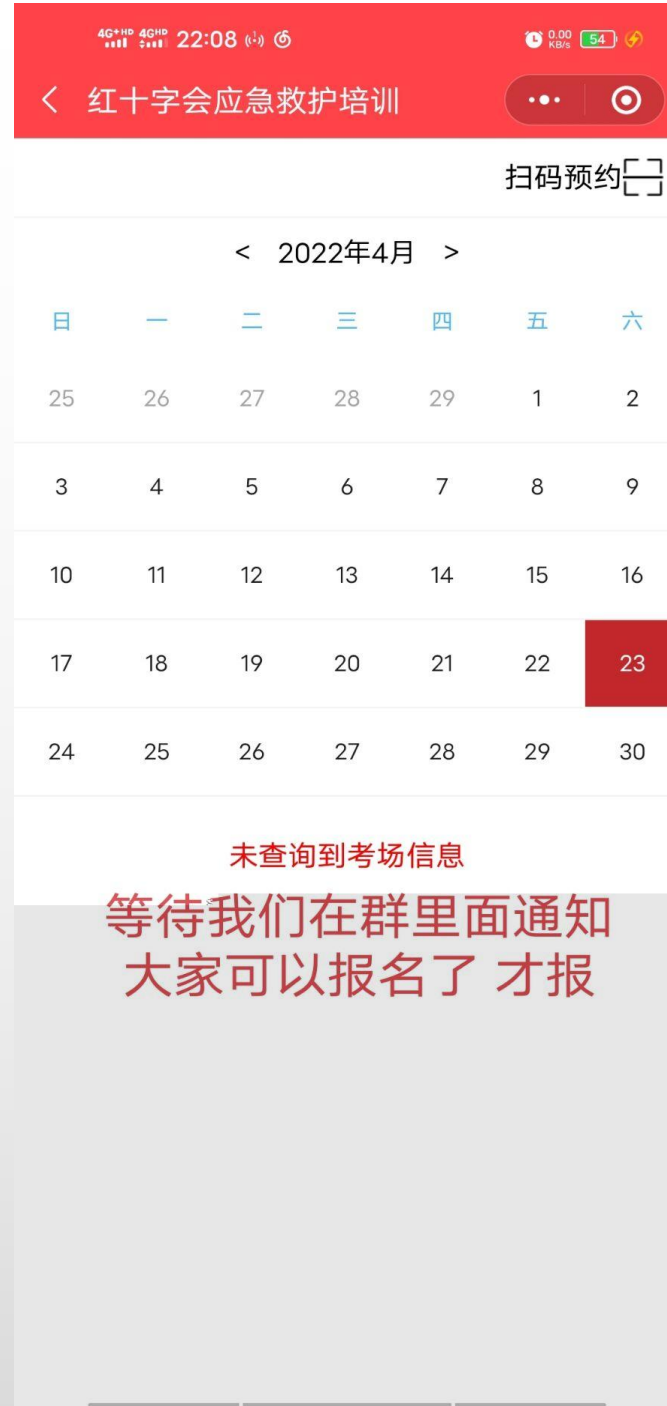 4G+HD 4GHD 22:08 0.00 KB/s 54
红十字会应急救护培训
扫码预约
< 2022年4月 >
日 一 二 三 四 五 六
25 26 27 28 29 1 2
3 4 5 6 7 8 9
10 11 12 13 14 15 16
17 18 19 20 21 22 23
24 25 26 27 28 29 30
未查询到考场信息
等待我们在群里面通知
大家可以报名了 才报